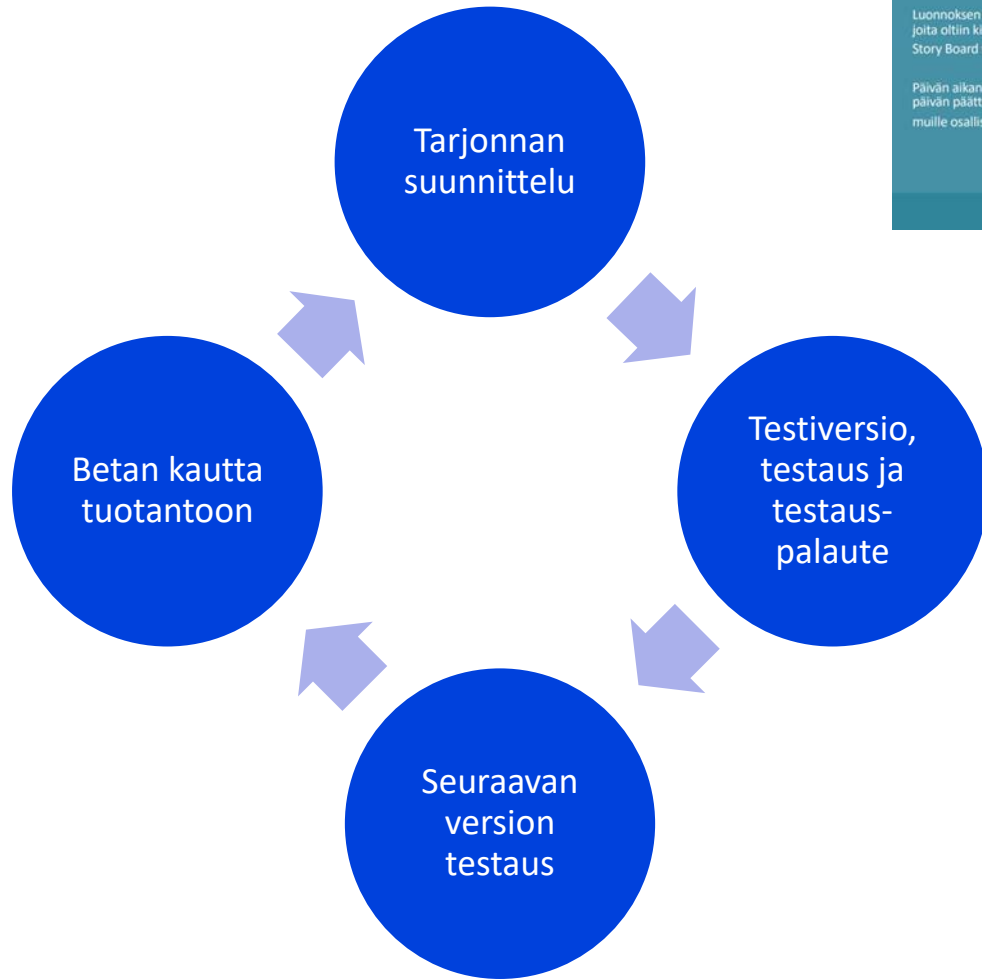 Luonnoksen
joita oltiin
Story Board
Päivän aikan
päivän päätt
muille osallis
Tarjonnan
suunnittelu
Betan kautta
tuotantoon
Testiversio,
testaus ja
testaus-
palaute
Seuraavan
version
testaus